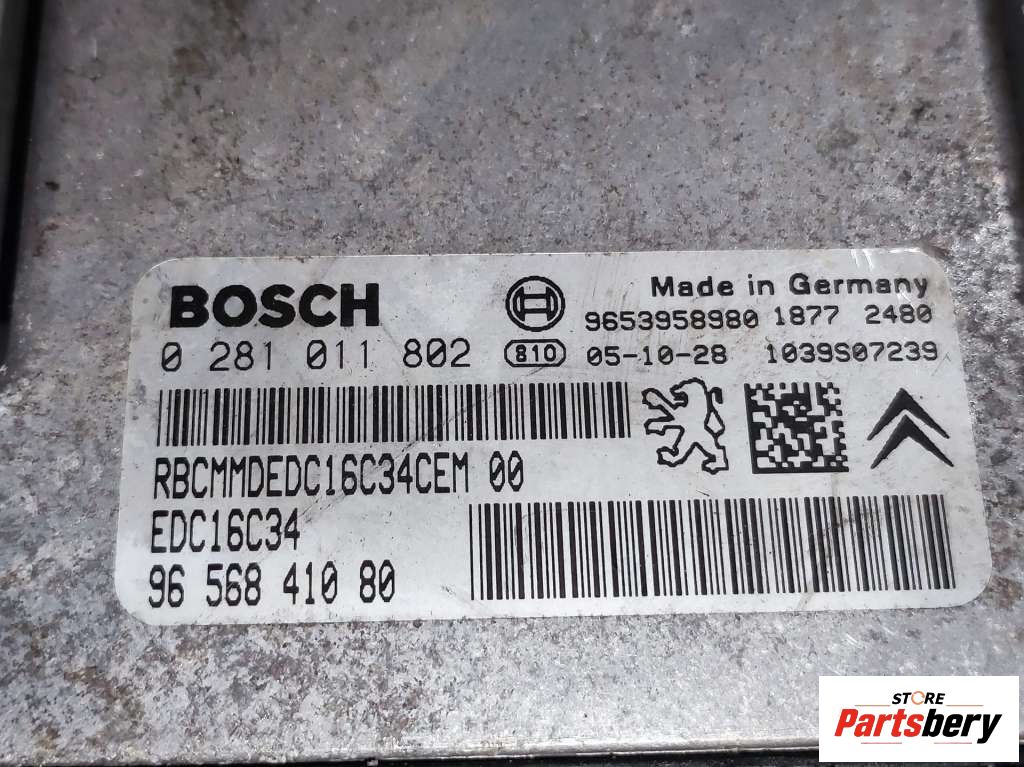 BOSCH
Made in Germany
9653958980 1877 2480
0 281 011 802 810 05-10-28 1039S07239
RBCMMDEDC16C34CEM 00
EDC16C34
96 568 410 80
STORE
Partsbery